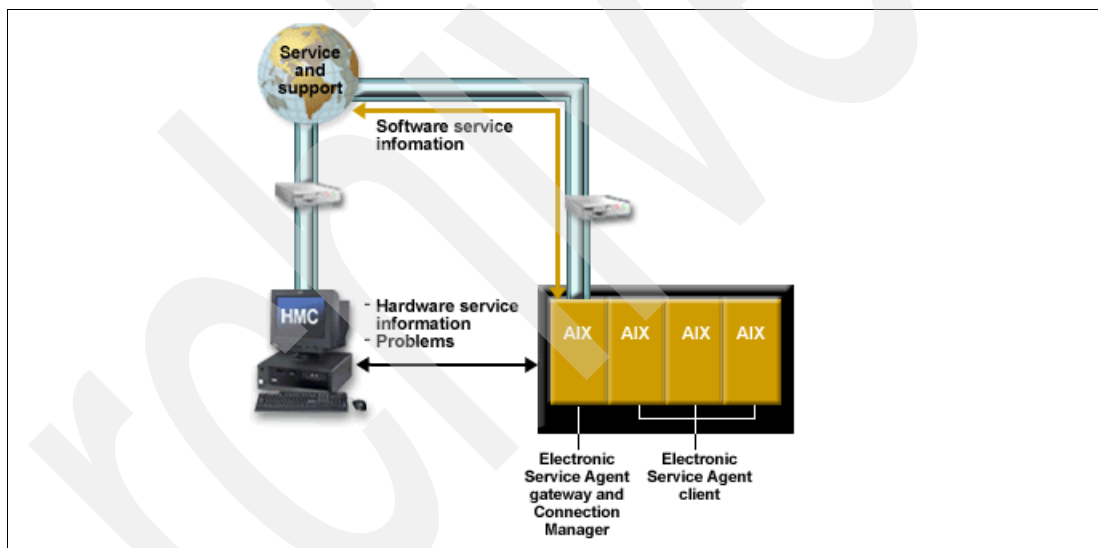 Service
and
support
Software service
infomation
HMC
- Hardware service
information
- Problems
AIX
AIX
AIX
AIX
Electronic
Service Agent
gateway and
Connection
Manager
Electronic
Service Agent
client